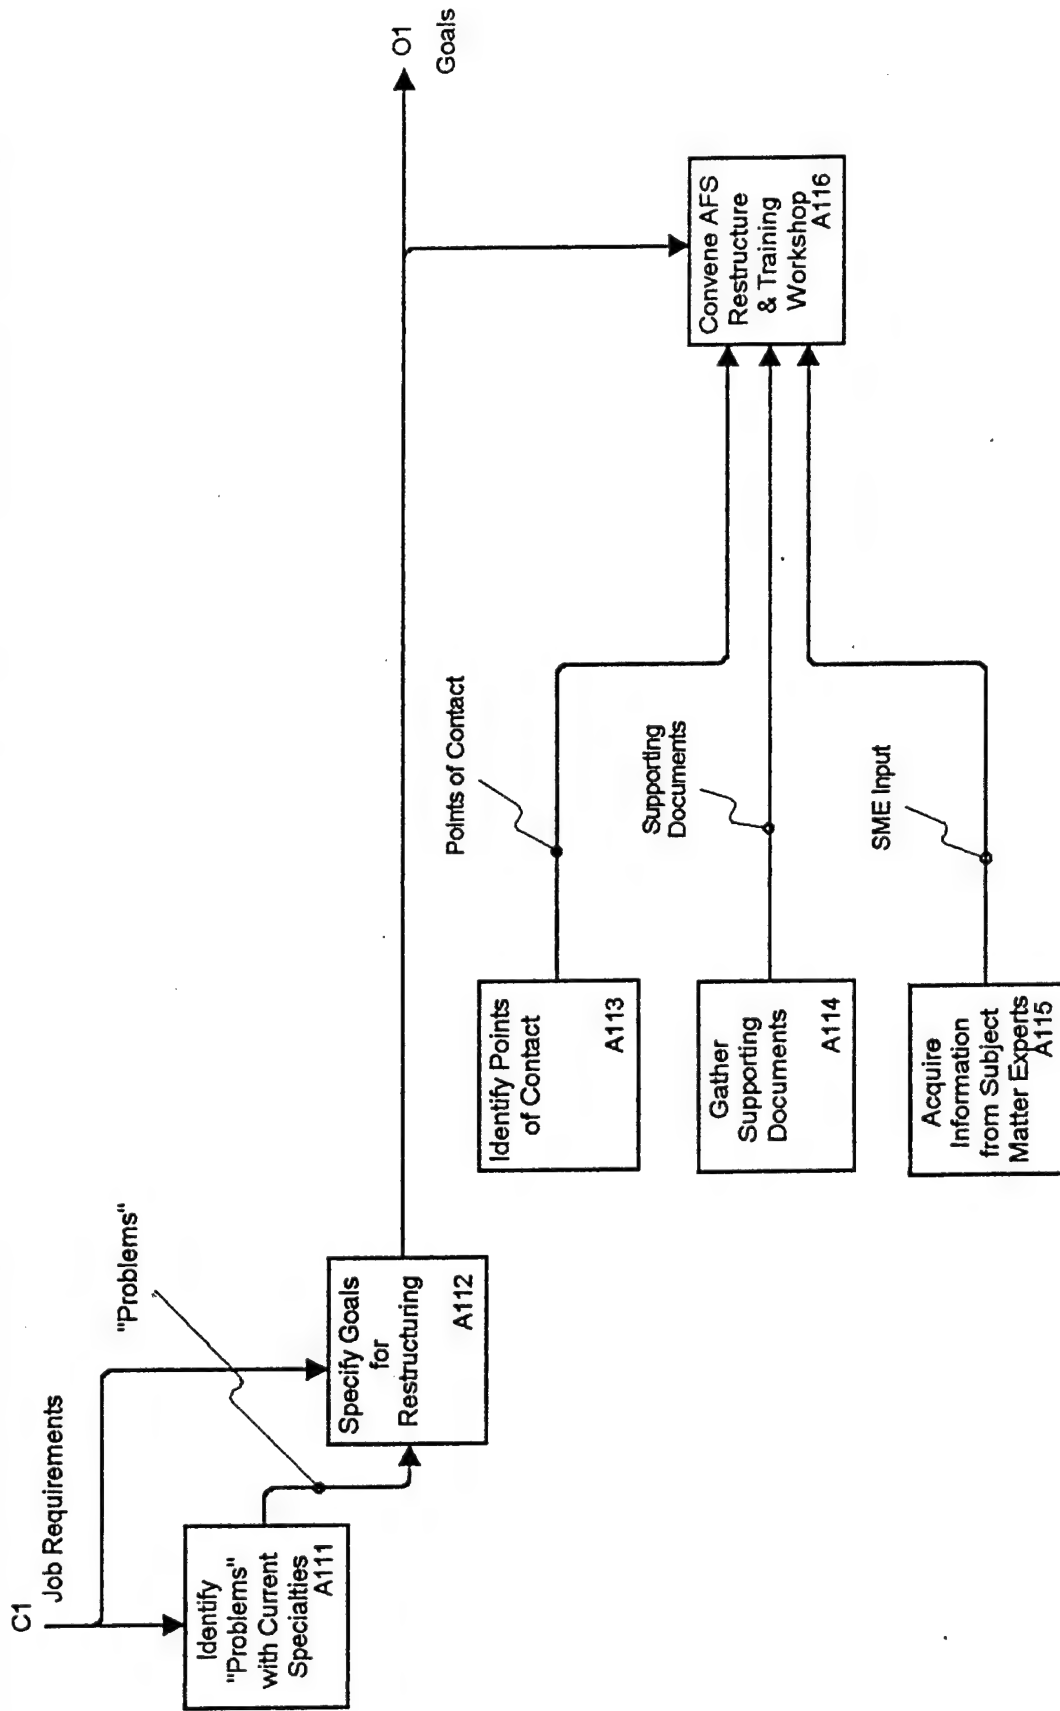 C1
Job Requirements
Identify
"Problems"
with Current
Specialties
A111
"Problems"
Specify Goals
for
Restructuring
A112
Identify Points
of Contact
A113
Points of Contact
Gather
Supporting
Documents
A114
Supporting
Documents
Acquire
Information
from Subject
Matter Experts
A115
SME Input
Convene AFS
Restructure
& Training
Workshop
A116
O1
Goals